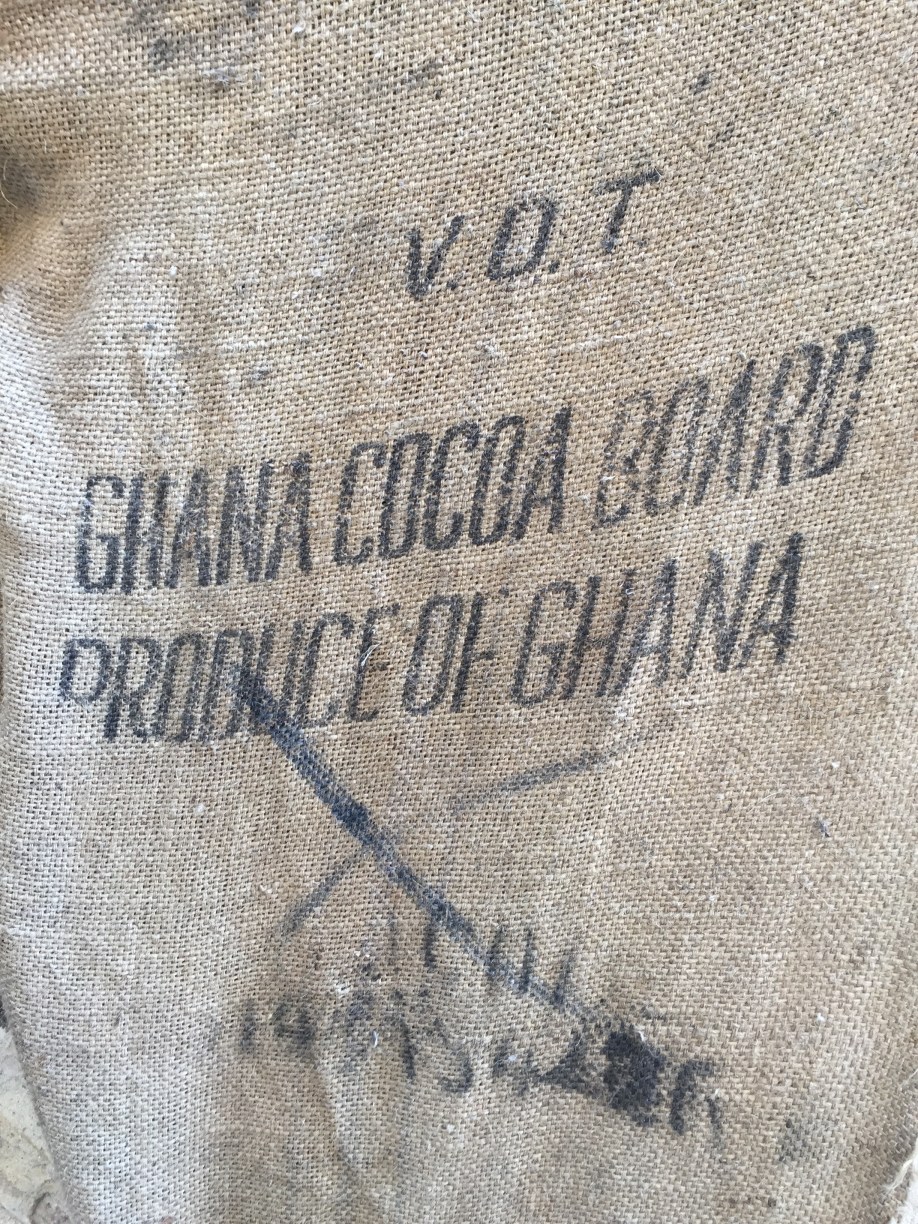 V.O.T.
GHANA COCOA BOARD
PRODUCE OF GHANA